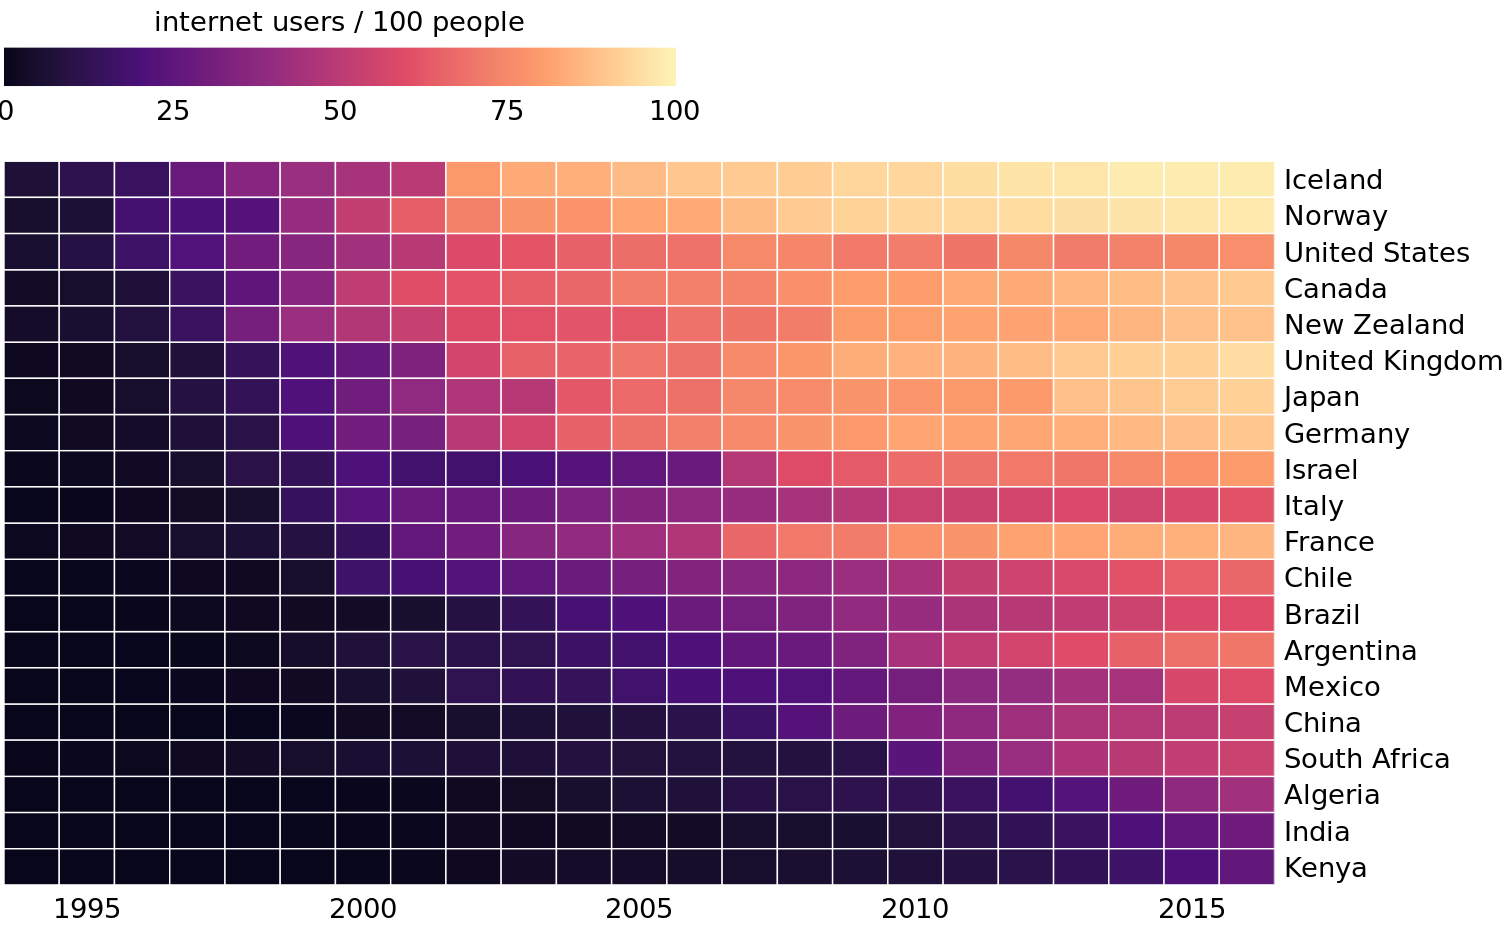 internet users / 100 people
0 25 50 75 100
Iceland
Norway
United States
Canada
New Zealand
United Kingdom
Japan
Germany
Israel
Italy
France
Chile
Brazil
Argentina
Mexico
China
South Africa
Algeria
India
Kenya
1995 2000 2005 2010 2015